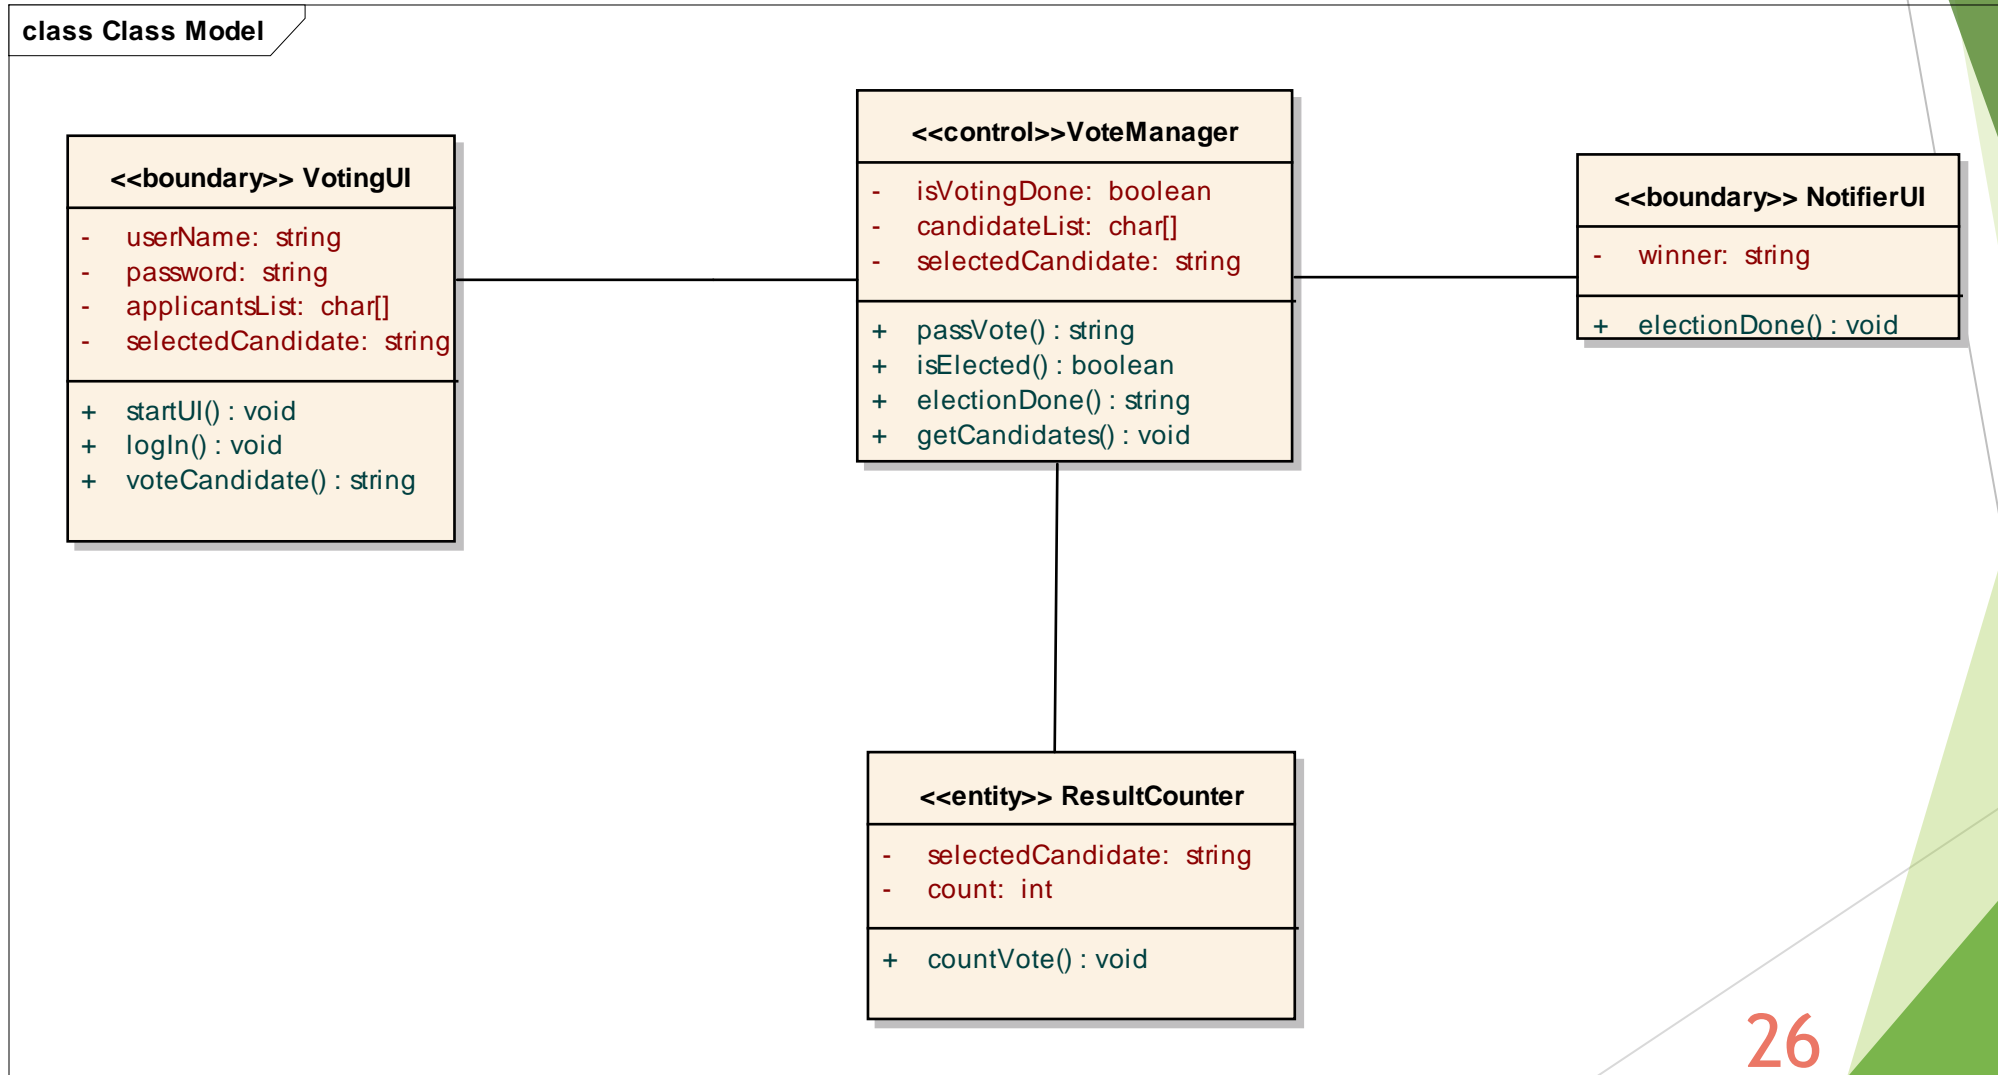 class Class Model
<<boundary>> VotingUI
- userName: string
- password: string
- applicantsList: char[]
- selectedCandidate: string
+ startUI() : void
+ logIn() : void
+ voteCandidate() : string
<<control>>VoteManager
- isVotingDone: boolean
- candidateList: char[]
- selectedCandidate: string
+ passVote() : string
+ isElected() : boolean
+ electionDone() : string
+ getCandidates() : void
<<boundary>> NotifierUI
- winner: string
+ electionDone() : void
<<entity>> ResultCounter
- selectedCandidate: string
- count: int
+ countVote() : void
26